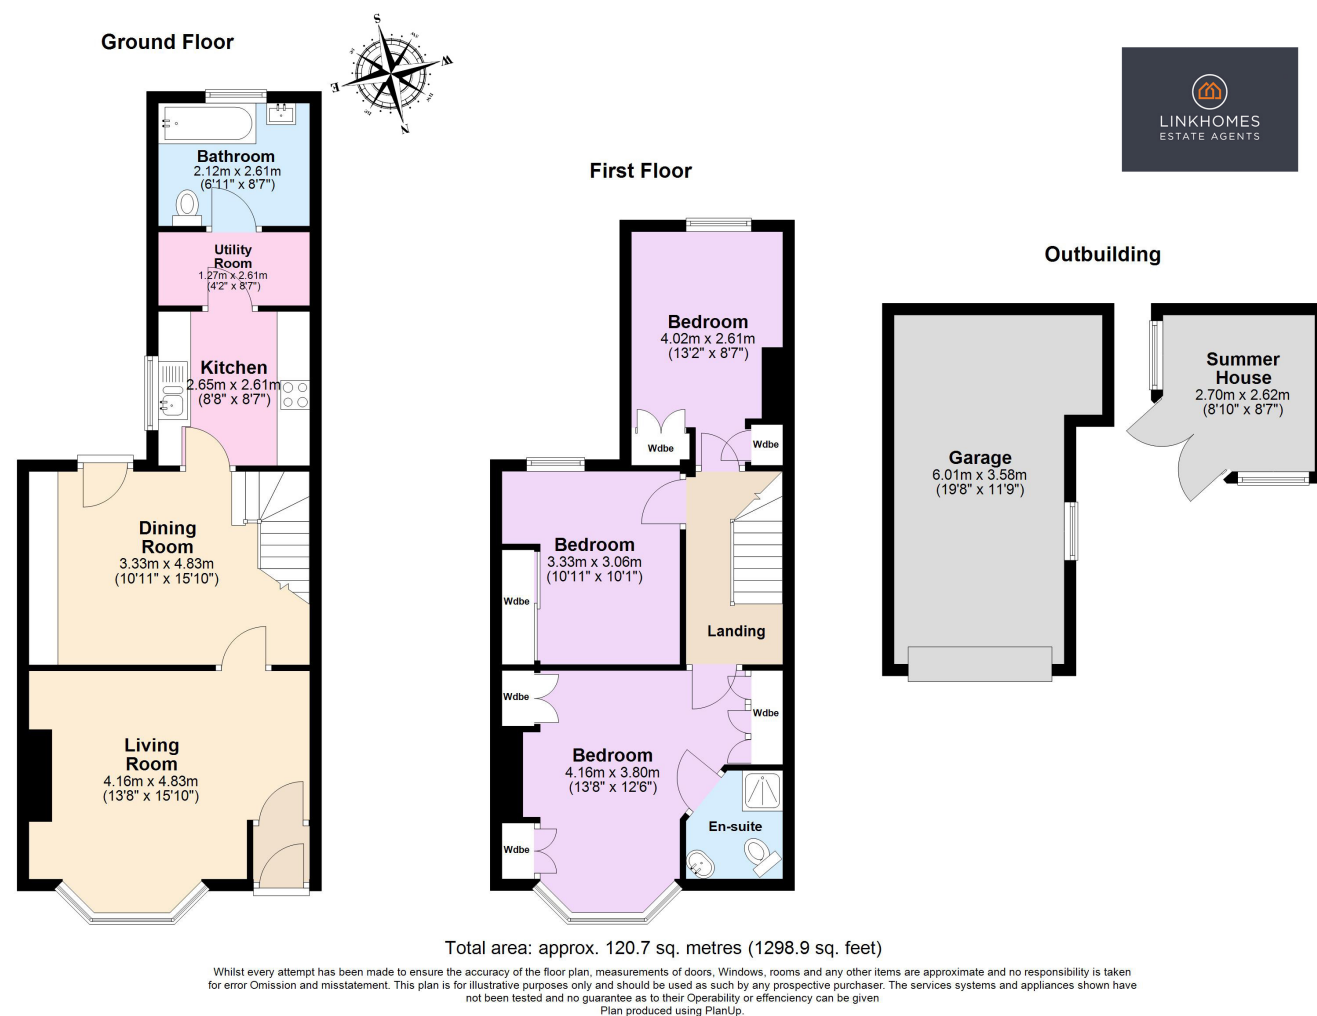 Ground Floor
S
W
E
N
LINKHOMES
ESTATE AGENTS
Bathroom
2.12m x 2.61m
(6'11" x 8'7")
Utility
Room
1.27m x 2.61m
(4'2" x 8'7")
Kitchen
2.65m x 2.61m
(8'8" x 8'7")
Dining
Room
3.33m x 4.83m
(10'11" x 15'10")
Living
Room
4.16m x 4.83m
(13'8" x 15'10")
First Floor
Bedroom
4.02m x 2.61m
(13'2" x 8'7")
Wdbe
Wdbe
Bedroom
3.33m x 3.06m
(10'11" x 10'1")
Wdbe
Landing
Wdbe
Wdbe
Bedroom
4.16m x 3.80m
(13'8" x 12'6")
En-suite
Wdbe
Outbuilding
Garage
6.01m x 3.58m
(19'8" x 11'9")
Summer
House
2.70m x 2.62m
(8'10" x 8'7")
Total area: approx. 120.7 sq. metres (1298.9 sq. feet)
Whilst every attempt has been made to ensure the accuracy of the floor plan, measurements of doors, Windows, rooms and any other items are approximate and no responsibility is taken
for error Omission and misstatement. This plan is for illustrative purposes only and should be used as such by any prospective purchaser. The services systems and appliances shown have
not been tested and no guarantee as to their Operability or effenciency can be given
Plan produced using PlanUp.